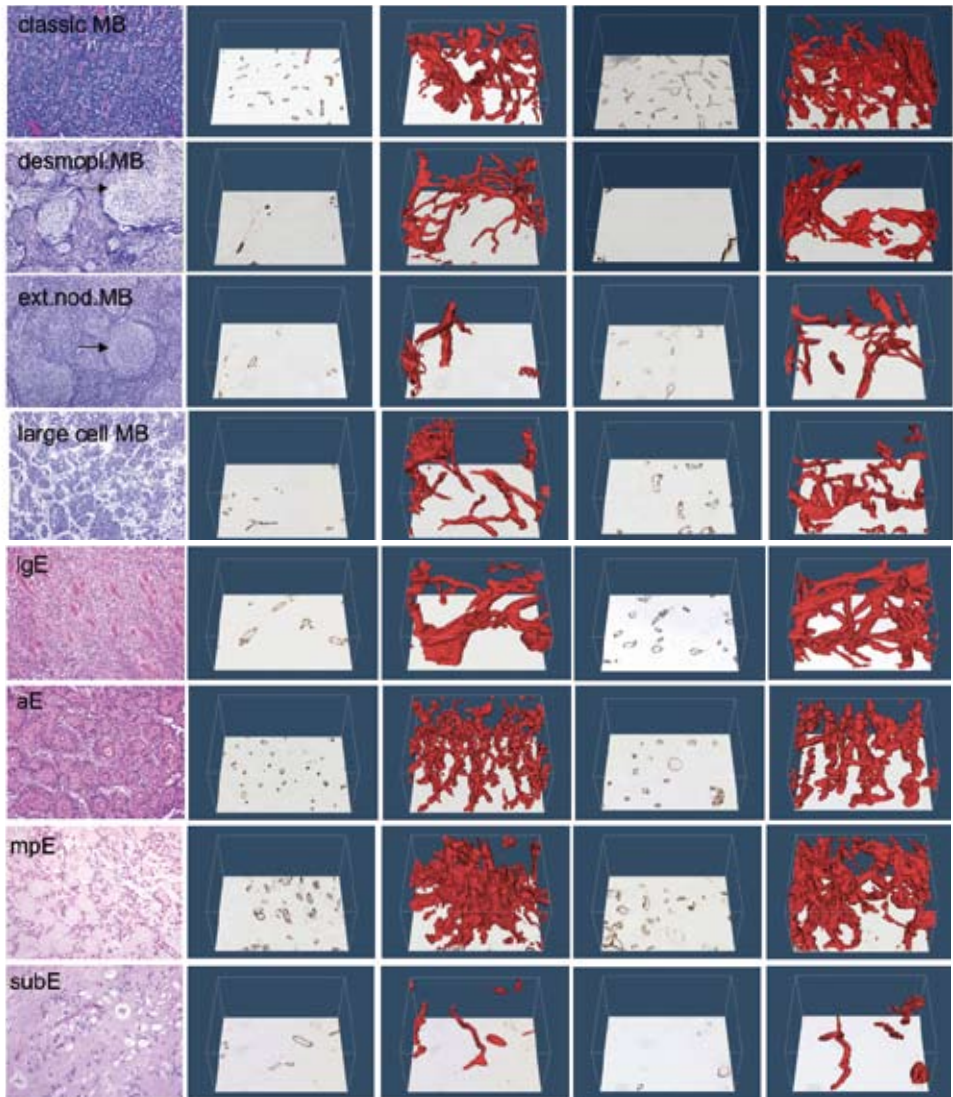 classic MB
desmopl.MB
ext.nod.MB
large cell MB
lgE
aE
mpE
subE